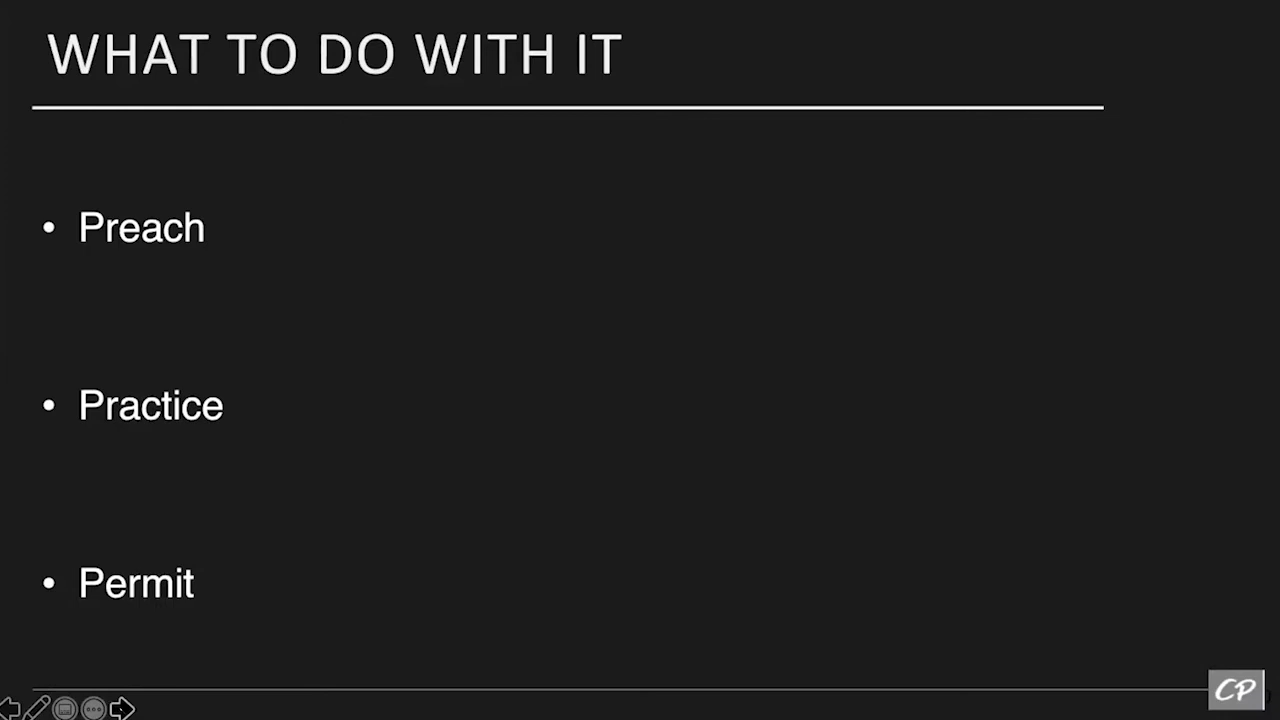 WHAT TO DO WITH IT
• Preach
• Practice
• Permit
CP